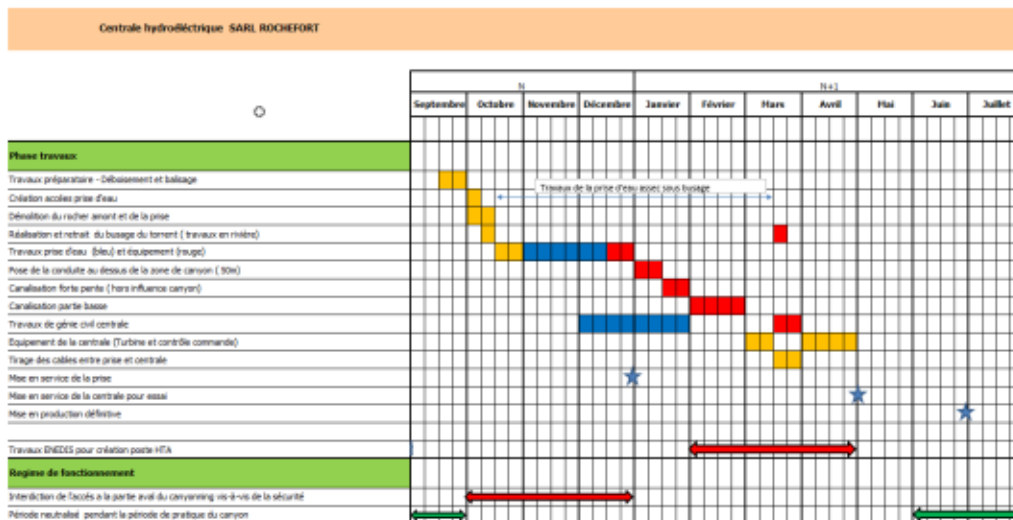 Centrale hydroéléctrique SARL ROCHEFORT
N
N+1
Septembre Octobre Novembre Décembre Janvier Février Mars Avril Mai Juin Juillet
Phase travaux
Travaux préparatoire - Déboisement et balisage
Travaux de la prise d'eau assec sous busage
Création accées prise d'eau
Démolition du rocher amont et de la prise
Réalisation et retrait du busage du torrent ( travaux en rivière)
Travaux prise d'eau (bleu) et équipement (rouge)
Pose de la conduite au dessus de la zone de canyon ( 50m)
Canalisation forte pente ( hors influence canyon)
Canalisation partie basse
Travaux de génie civil centrale
Equipement de la centrale (Turbine et contrôle commande)
Tirage des cables entre prise et centrale
Mise en service de la prise
Mise en service de la centrale pour essai
Mise en production définitive
Travaux ENEDIS pour création poste HTA
Regime de fonctionnement
Interdiction de l'accés a la partie aval du canyonning vis-à-vis de la sécurité
Période neutralisé pendant la période de pratique du canyon